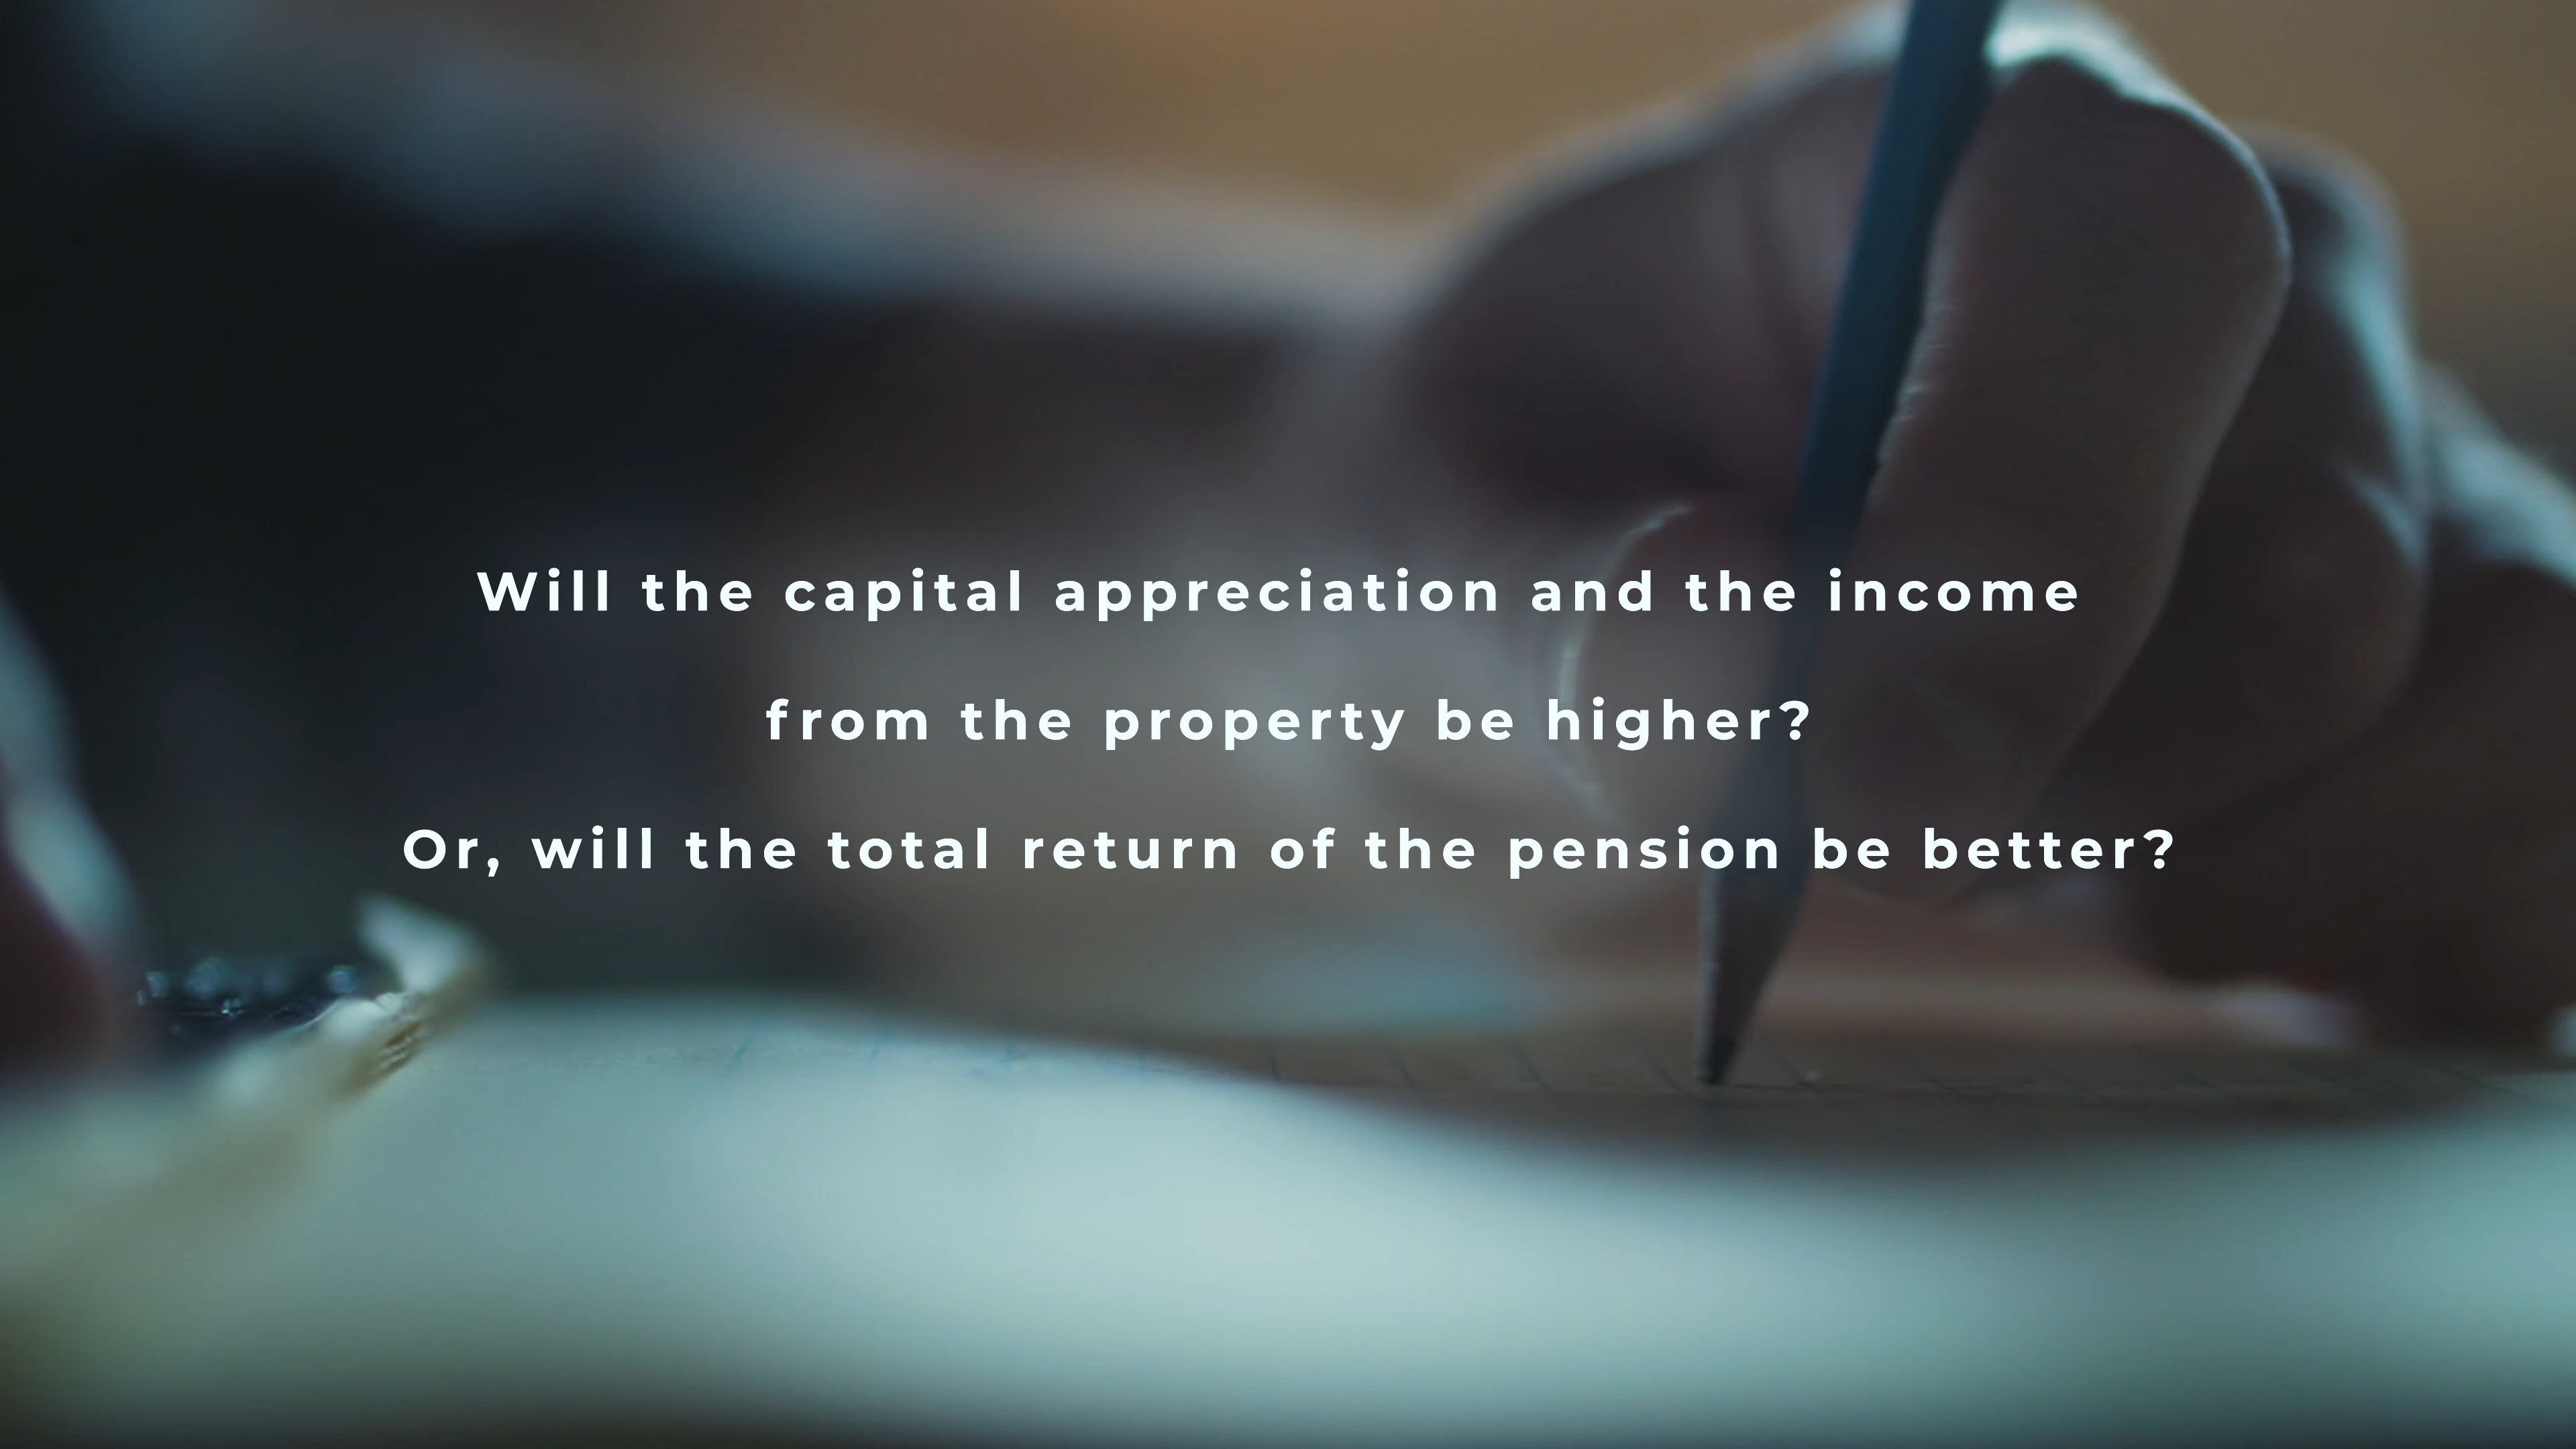 Will the capital appreciation and the income
from the property be higher?
Or, will the total return of the pension be better?